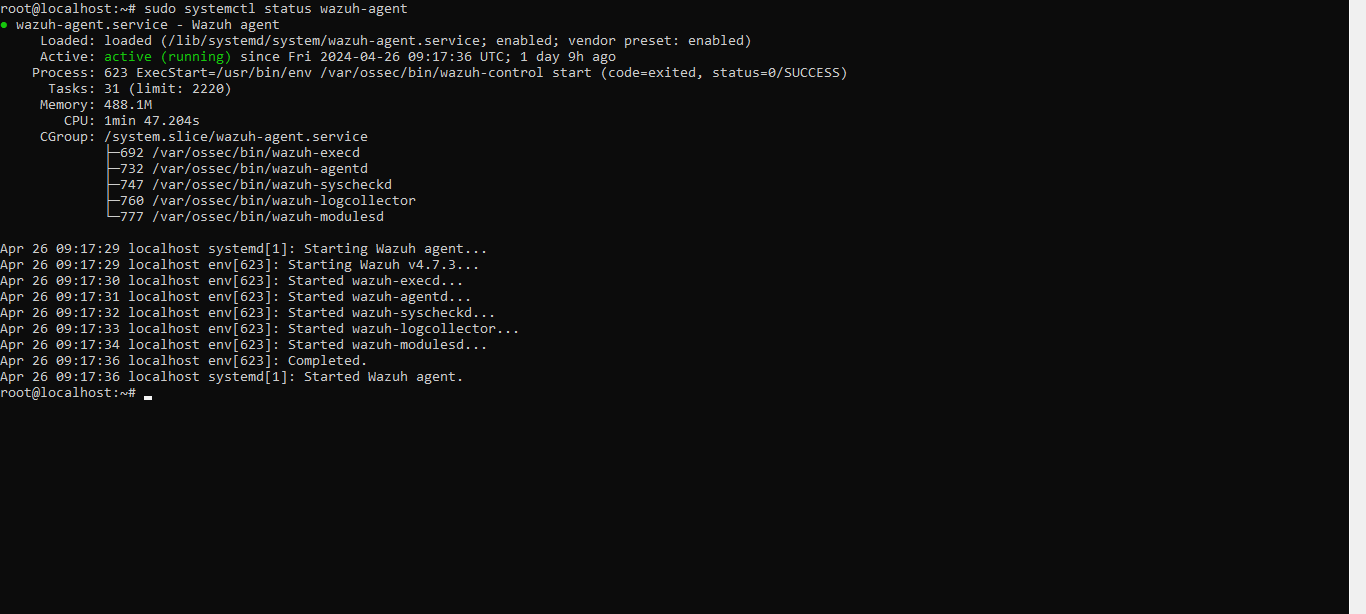 root@localhost:~# sudo systemctl status wazuh-agent
● wazuh-agent.service - Wazuh agent
     Loaded: loaded (/lib/systemd/system/wazuh-agent.service; enabled; vendor preset: enabled)
     Active: active (running) since Fri 2024-04-26 09:17:36 UTC; 1 day 9h ago
    Process: 623 ExecStart=/usr/bin/env /var/ossec/bin/wazuh-control start (code=exited, status=0/SUCCESS)
      Tasks: 31 (limit: 2220)
     Memory: 488.1M
        CPU: 1min 47.204s
     CGroup: /system.slice/wazuh-agent.service
             ├─692 /var/ossec/bin/wazuh-execd
             ├─732 /var/ossec/bin/wazuh-agentd
             ├─747 /var/ossec/bin/wazuh-syscheckd
             ├─760 /var/ossec/bin/wazuh-logcollector
             └─777 /var/ossec/bin/wazuh-modulesd

Apr 26 09:17:29 localhost systemd[1]: Starting Wazuh agent...
Apr 26 09:17:29 localhost env[623]: Starting Wazuh v4.7.3...
Apr 26 09:17:30 localhost env[623]: Started wazuh-execd...
Apr 26 09:17:31 localhost env[623]: Started wazuh-agentd...
Apr 26 09:17:32 localhost env[623]: Started wazuh-syscheckd...
Apr 26 09:17:33 localhost env[623]: Started wazuh-logcollector...
Apr 26 09:17:34 localhost env[623]: Started wazuh-modulesd...
Apr 26 09:17:36 localhost env[623]: Completed.
Apr 26 09:17:36 localhost systemd[1]: Started Wazuh agent.
root@localhost:~#